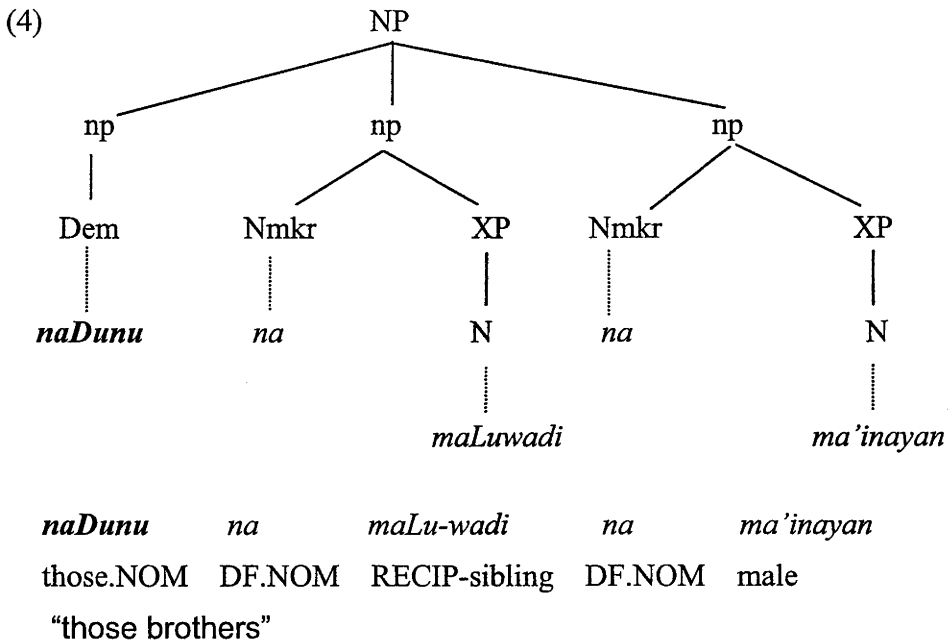 (4) NP
np np np
Dem Nmkr XP Nmkr XP
naDunu na N na N
maLuwadi ma’inayan
naDunu na maLu-wadi na ma’inayan
those.NOM DF.NOM RECIP-sibling DF.NOM male
“those brothers”